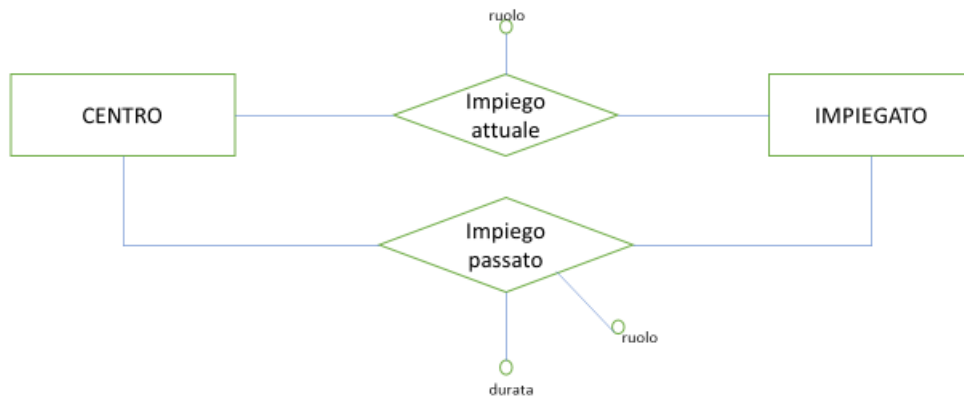 ruolo
CENTRO
Impiego
attuale
IMPIEGATO
Impiego
passato
ruolo
durata